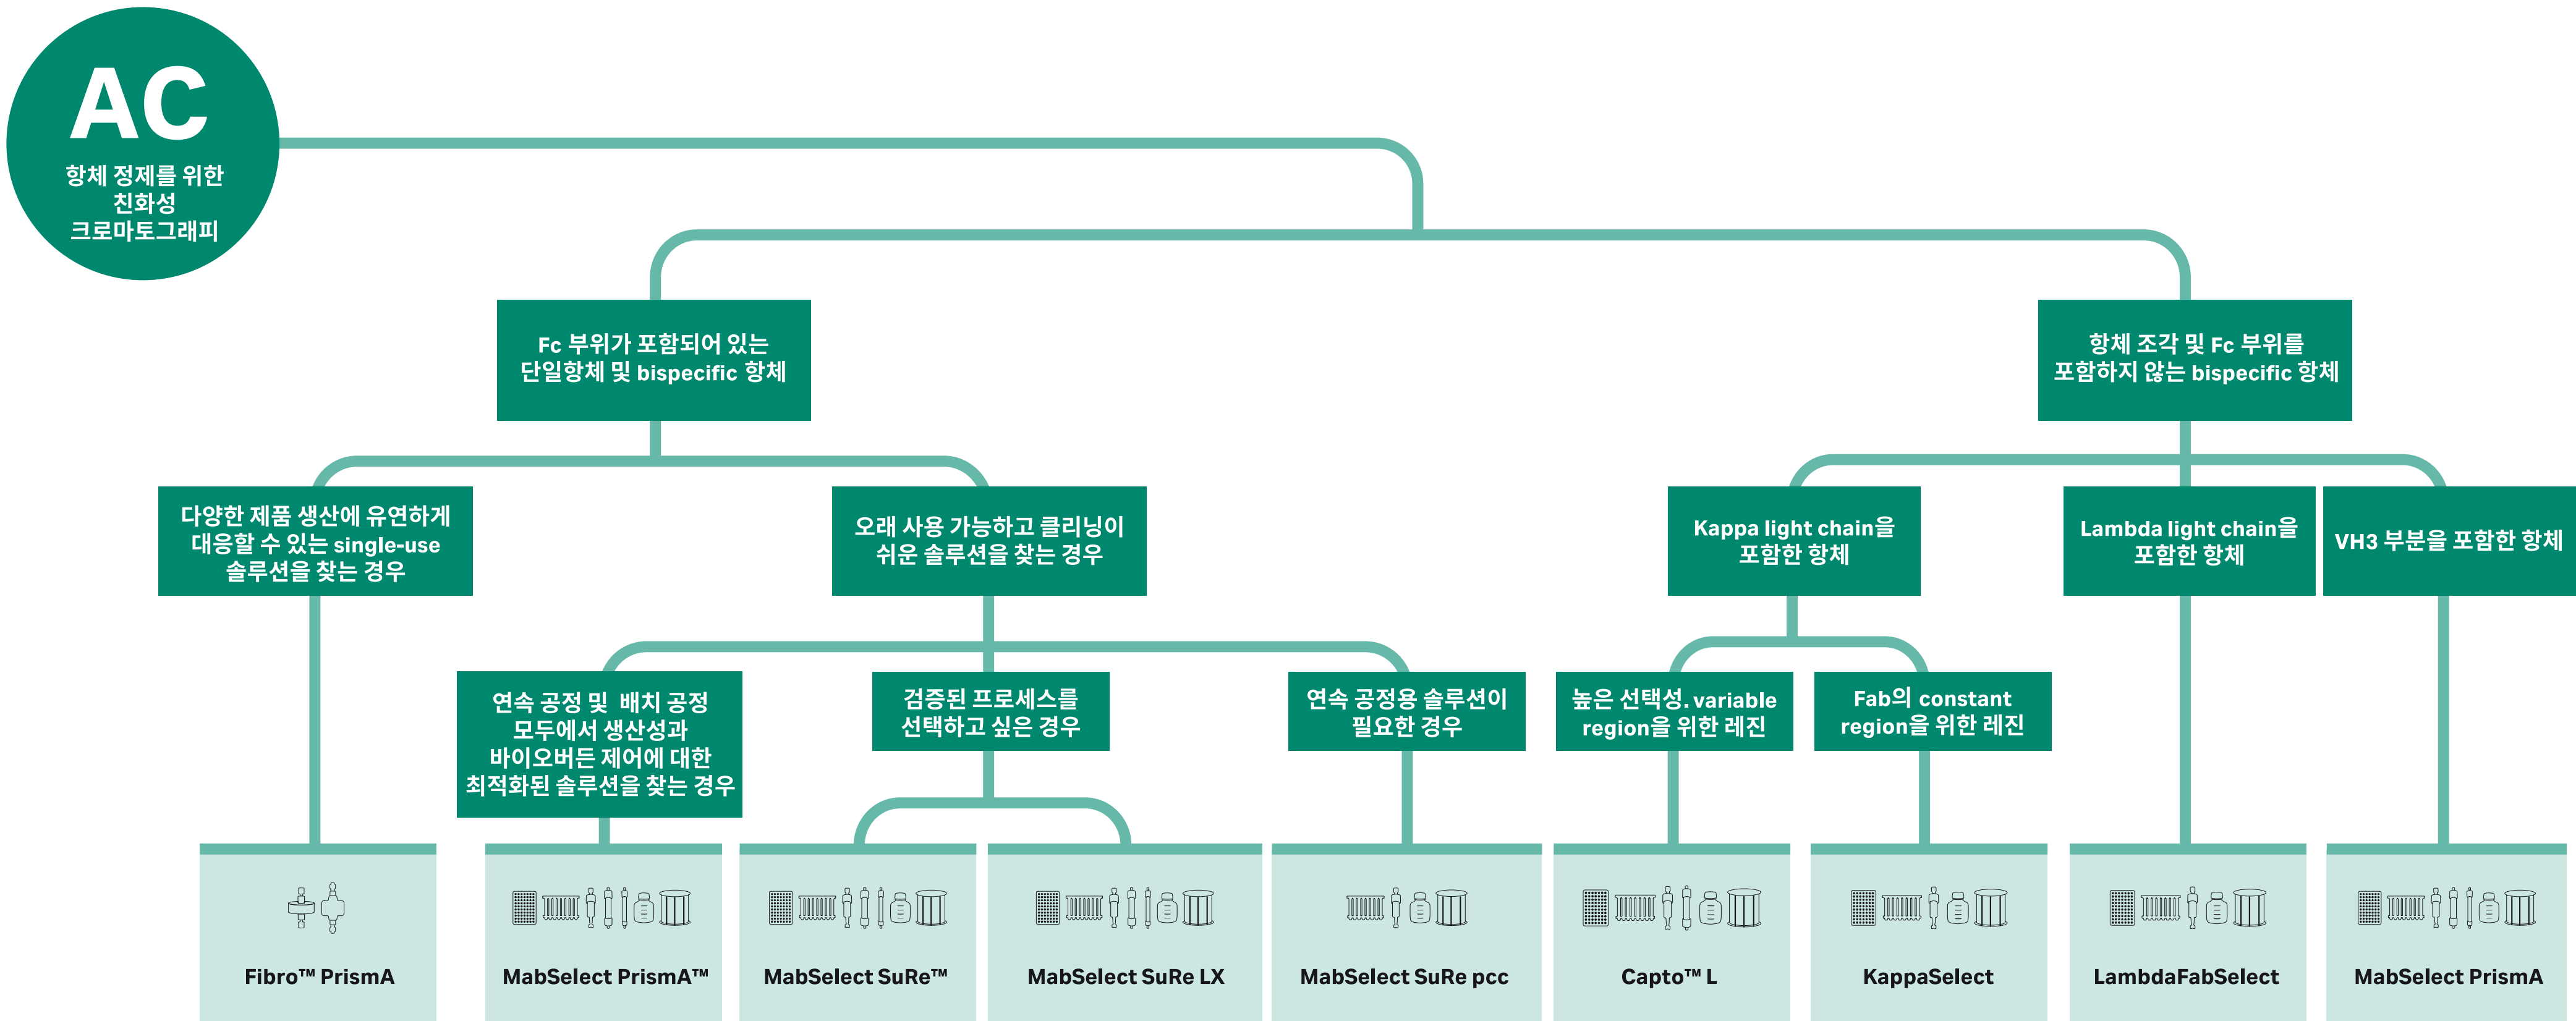 AC
항체 정제를 위한
친화성
크로마토그래피
Fc 부위가 포함되어 있는
단일항체 및 bispecific 항체
항체 조각 및 Fc 부위를
포함하지 않는 bispecific 항체
다양한 제품 생산에 유연하게
대응할 수 있는 single-use
솔루션을 찾는 경우
오래 사용 가능하고 클리닝이
쉬운 솔루션을 찾는 경우
Kappa light chain을
포함한 항체
Lambda light chain을
포함한 항체
VH3 부분을 포함한 항체
연속 공정 및 배치 공정
모두에서 생산성과
바이오버든 제어에 대한
최적화된 솔루션을 찾는 경우
검증된 프로세스를
선택하고 싶은 경우
연속 공정용 솔루션이
필요한 경우
높은 선택성. variable
region을 위한 레진
Fab의 constant
region을 위한 레진
Fibro™ PrismA
MabSelect PrismA™
MabSelect SuRe™
MabSelect SuRe LX
MabSelect SuRe pcc
Capto™ L
KappaSelect
LambdaFabSelect
MabSelect PrismA